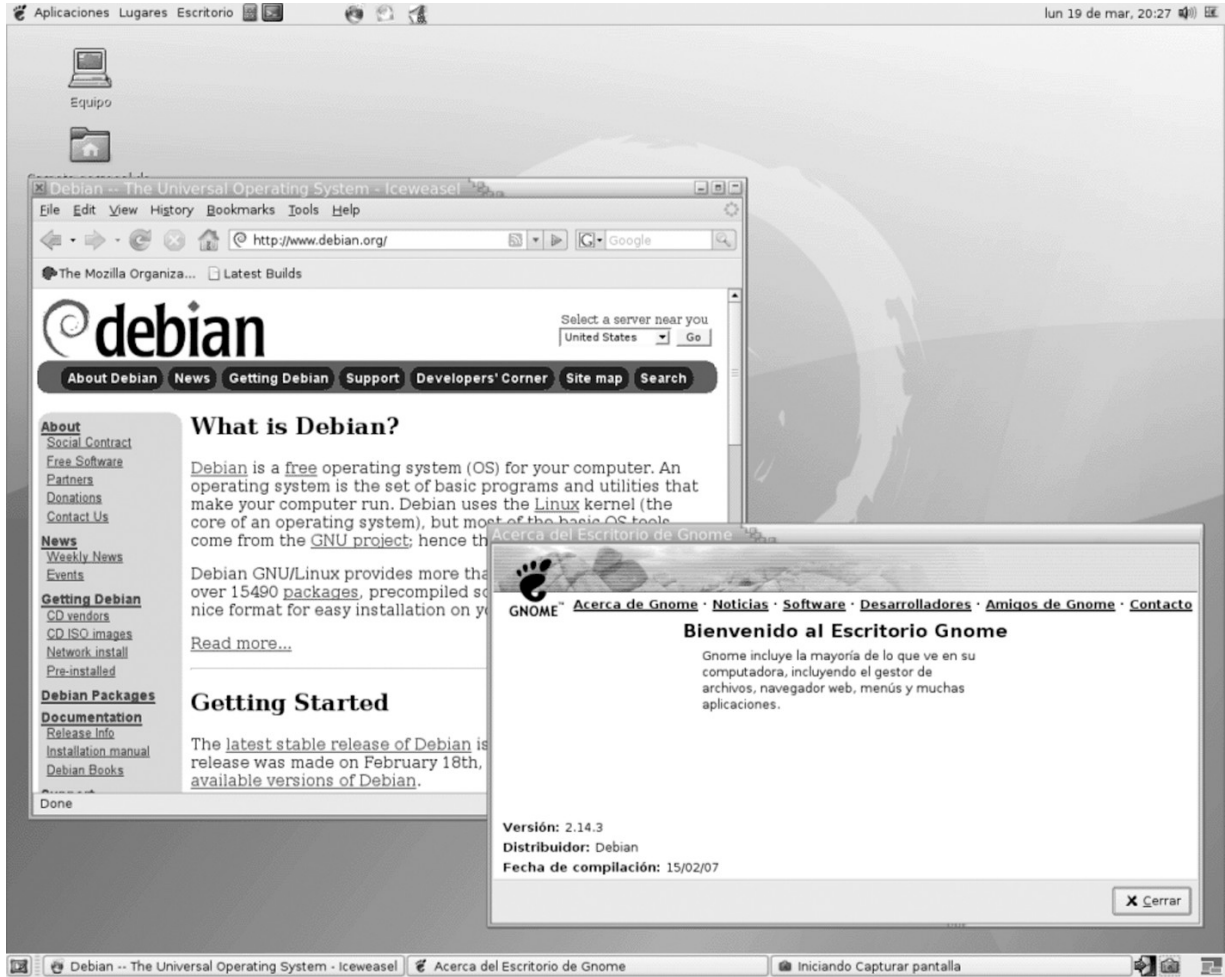 Aplicaciones Lugares Escritorio
lun 19 de mar, 20:27
Equipo
Debian -- The Universal Operating System - Iceweasel
File Edit View History Bookmarks Tools Help
http://www.debian.org/
Google
The Mozilla Organiza... Latest Builds
debian
Select a server near you
United States Go
About Debian News Getting Debian Support Developers' Corner Site map Search
About
Social Contract
Free Software
Partners
Donations
Contact Us
News
Weekly News
Events
Getting Debian
CD vendors
CD ISO images
Network install
Pre-installed
Debian Packages
Documentation
Release Info
Installation manual
Debian Books
What is Debian?
Debian is a free operating system (OS) for your computer. An
operating system is the set of basic programs and utilities that
make your computer run. Debian uses the Linux kernel (the
core of an operating system), but most of the basic OS tools
come from the GNU project; hence th
Debian GNU/Linux provides more tha
over 15490 packages, precompiled so
nice format for easy installation on yo
Read more...
Getting Started
The latest stable release of Debian is
release was made on February 18th,
available versions of Debian.
Done
Acerca del Escritorio de Gnome
GNOME™
Acerca de Gnome · Noticias · Software · Desarrolladores · Amigos de Gnome · Contacto
Bienvenido al Escritorio Gnome
Gnome incluye la mayoría de lo que ve en su
computadora, incluyendo el gestor de
archivos, navegador web, menús y muchas
aplicaciones.
Versión: 2.14.3
Distribuidor: Debian
Fecha de compilación: 15/02/07
Cerrar
Debian -- The Universal Operating System - Iceweasel
Acerca del Escritorio de Gnome
Iniciando Capturar pantalla